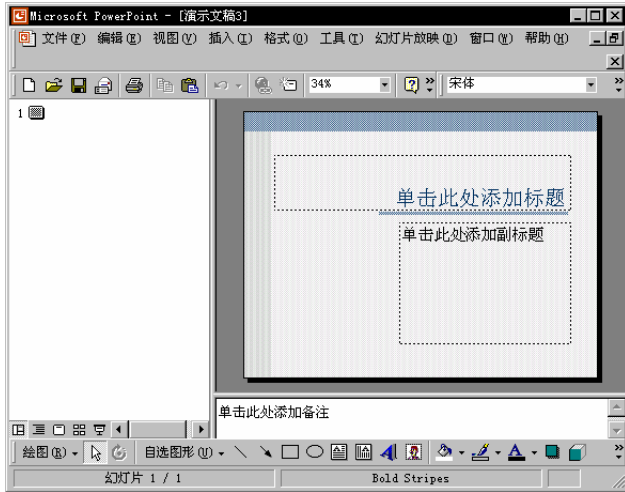 Microsoft PowerPoint - [演示文稿3]
文件(F) 编辑(E) 视图(V) 插入(I) 格式(O) 工具(T) 幻灯片放映(D) 窗口(W) 帮助(H)
34% 宋体
1
单击此处添加标题
单击此处添加副标题
单击此处添加备注
绘图(R) 自选图形(U)
幻灯片 1 / 1 Bold Stripes